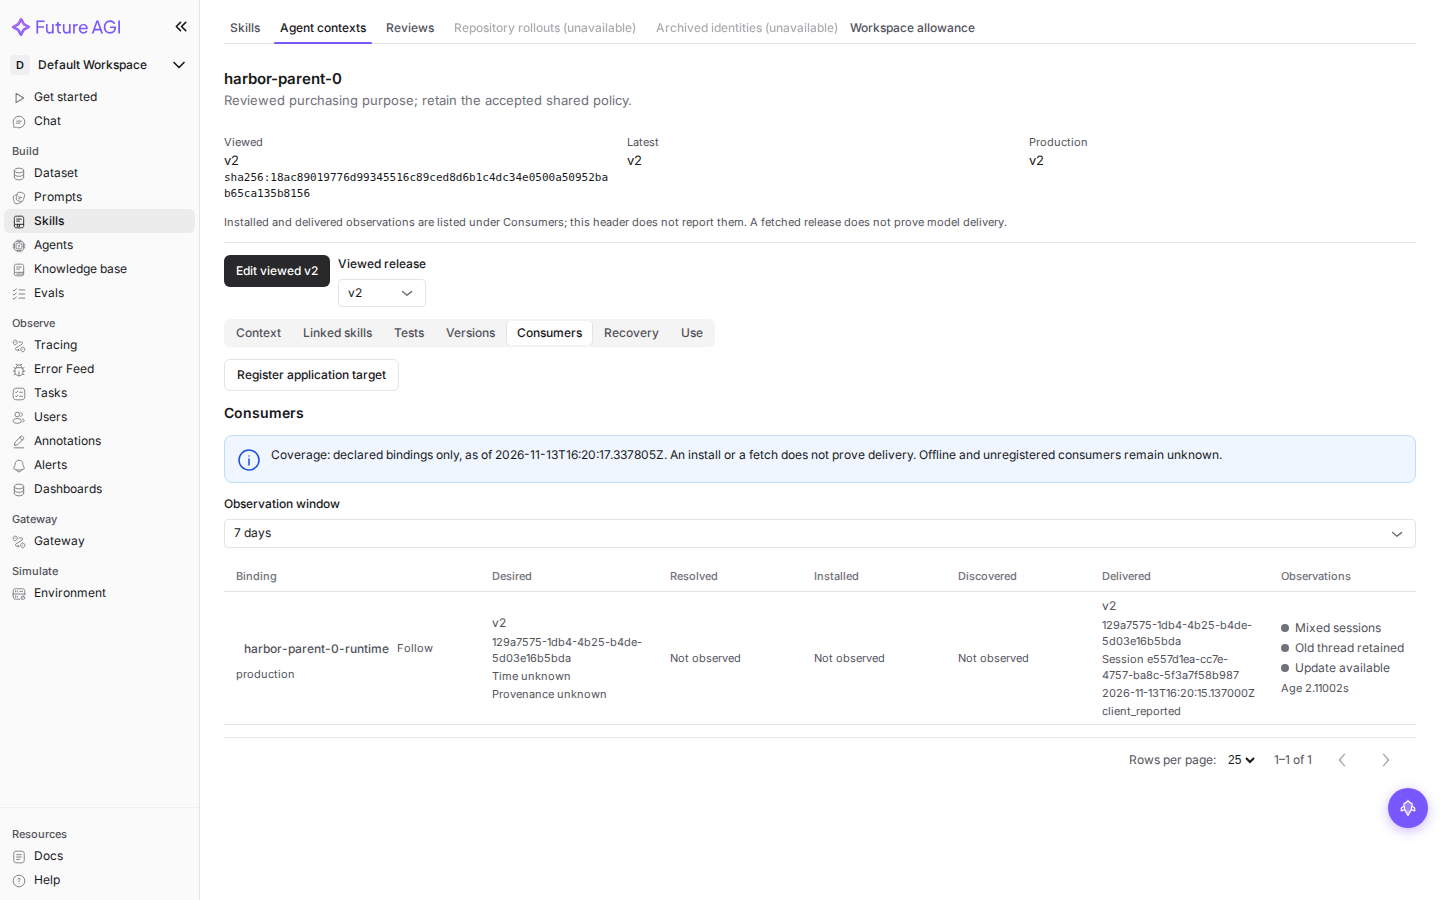 Future AGI
D Default Workspace
Get started
Chat
Build
Dataset
Prompts
Skills
Agents
Knowledge base
Evals
Observe
Tracing
Error Feed
Tasks
Users
Annotations
Alerts
Dashboards
Gateway
Gateway
Simulate
Environment
Resources
Docs
Help
Skills Agent contexts Reviews Repository rollouts (unavailable) Archived identities (unavailable) Workspace allowance
harbor-parent-0
Reviewed purchasing purpose; retain the accepted shared policy.
Viewed Latest Production
v2 v2 v2
sha256:18ac89019776d99345516c89ced8d6b1c4dc34e0500a50952ba
b65ca135b8156
Installed and delivered observations are listed under Consumers; this header does not report them. A fetched release does not prove model delivery.
Edit viewed v2
Viewed release
v2
Context Linked skills Tests Versions Consumers Recovery Use
Register application target
Consumers
Coverage: declared bindings only, as of 2026-11-13T16:20:17.337805Z. An install or a fetch does not prove delivery. Offline and unregistered consumers remain unknown.
Observation window
7 days
Binding Desired Resolved Installed Discovered Delivered Observations
harbor-parent-0-runtime Follow
production
v2
129a7575-1db4-4b25-b4de-
5d03e16b5bda
Time unknown
Provenance unknown
Not observed
Not observed
Not observed
v2
129a7575-1db4-4b25-b4de-
5d03e16b5bda
Session e557d1ea-cc7e-
4757-ba8c-5f3a7f58b987
2026-11-13T16:20:15.137000Z
client_reported
Mixed sessions
Old thread retained
Update available
Age 2.11002s
Rows per page: 25 1–1 of 1